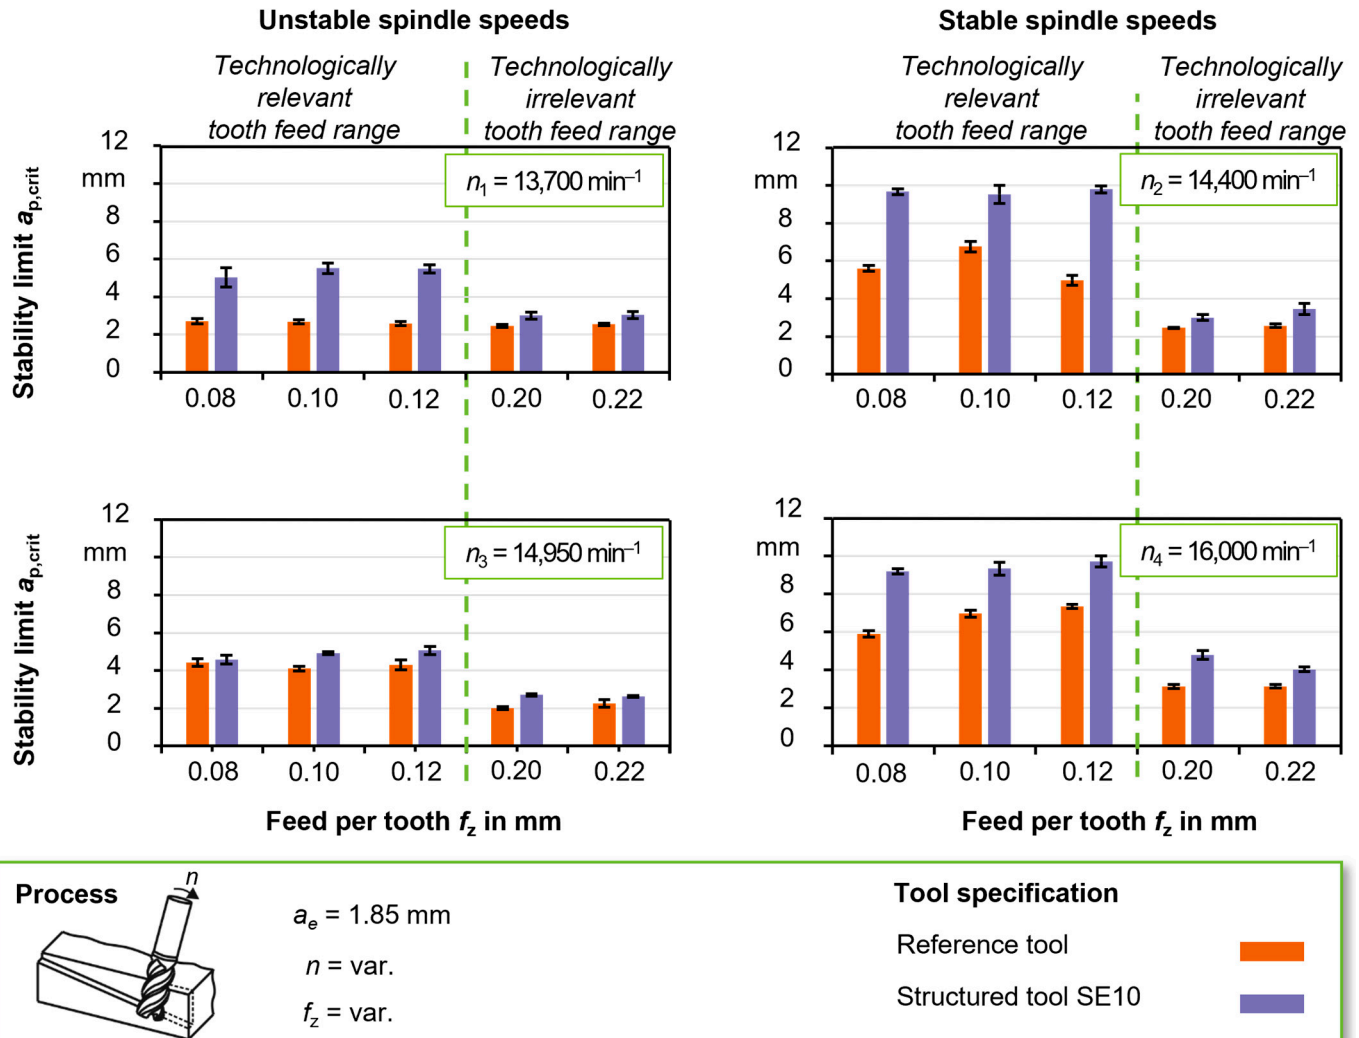 Unstable spindle speeds
Stable spindle speeds
Technologically
relevant
tooth feed range
Technologically
irrelevant
tooth feed range
Technologically
relevant
tooth feed range
Technologically
irrelevant
tooth feed range
Stability limit ap,crit
12
mm
8
6
4
2
0
n1 = 13,700 min–1
0.08 0.10 0.12 0.20 0.22
12
mm
8
6
4
2
0
n2 = 14,400 min–1
0.08 0.10 0.12 0.20 0.22
Stability limit ap,crit
12
mm
8
6
4
2
0
n3 = 14,950 min–1
0.08 0.10 0.12 0.20 0.22
Feed per tooth fz in mm
12
mm
8
6
4
2
0
n4 = 16,000 min–1
0.08 0.10 0.12 0.20 0.22
Feed per tooth fz in mm
Process
n
ae = 1.85 mm
n = var.
fz = var.
Tool specification
Reference tool
Structured tool SE10